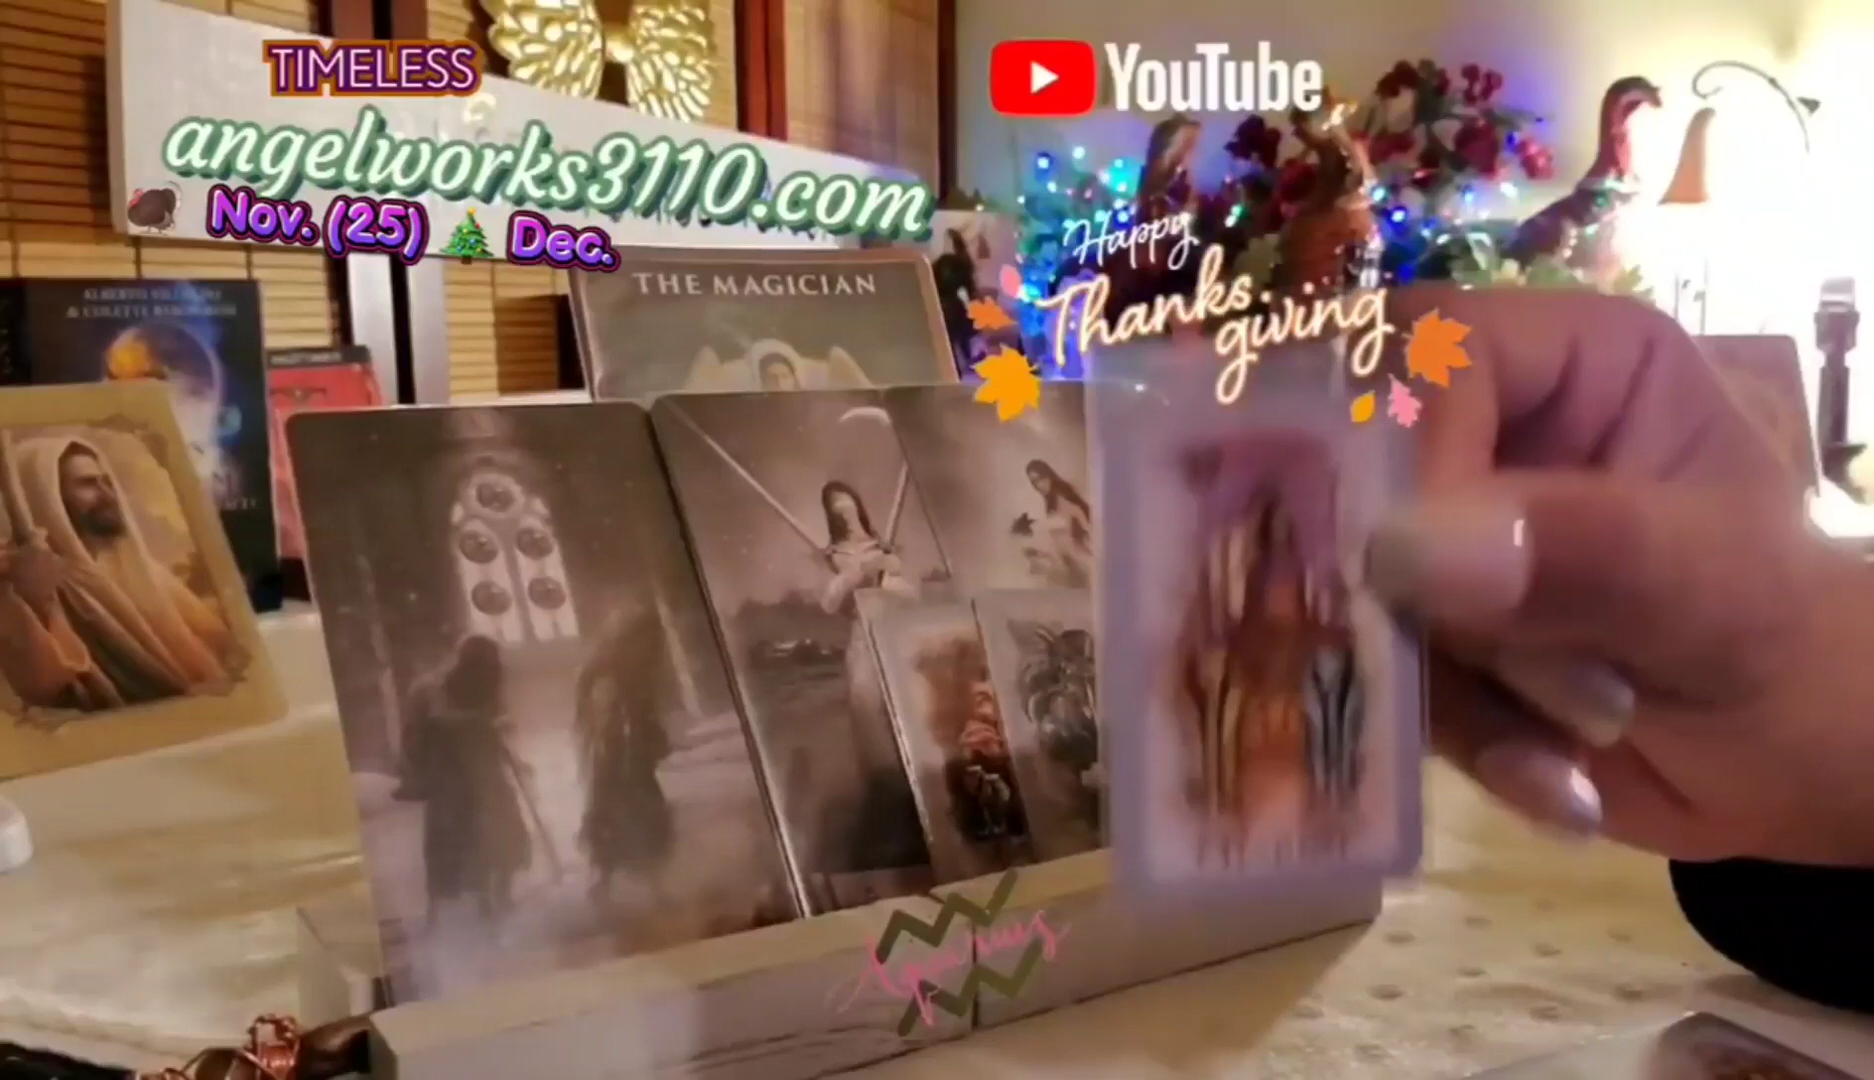 TIMELESS
angelworks3110.com
Nov. (25) Dec.
YouTube
Happy
Thanks
giving
THE MAGICIAN
Aquarius